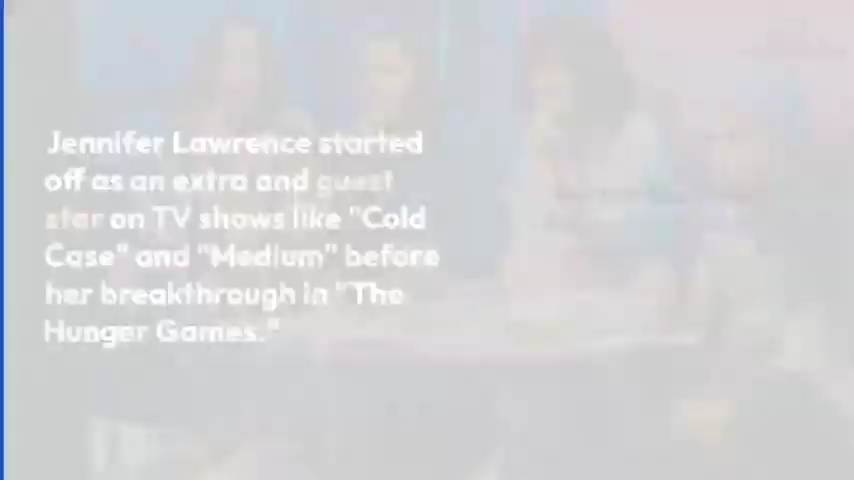 Jennifer Lawrence started
off as an extra and guest
star on TV shows like "Cold
Case" and "Medium" before
her breakthrough in "The
Hunger Games."